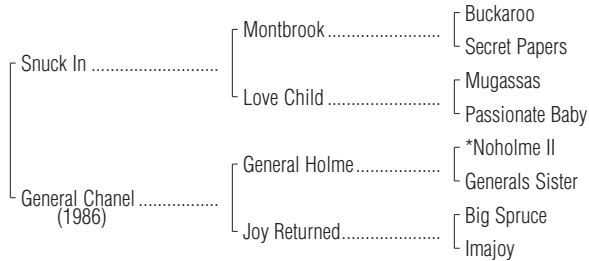 Buckaroo
Montbrook ..........................
Secret Papers
Snuck In .............................
Mugassas
Love Child ..........................
Passionate Baby
*Noholme II
General Holme...................
Generals Sister
General Chanel ..................
(1986)
Big Spruce
Joy Returned......................
Imajoy